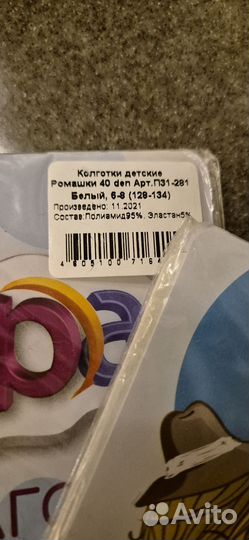 Колготки детские
Ромашки 40 den Арт.П31-281
Белый, 6-8 (128-134)
Произведено: 11.2021
Состав:Полиамид95%, Эластан5%
Avito